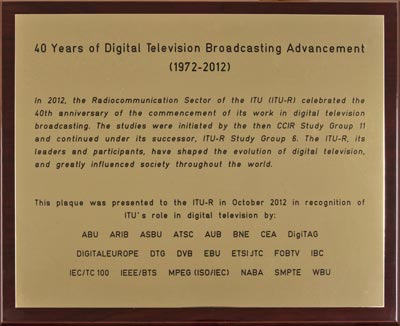 40 Years of Digital Television Broadcasting Advancement
(1972-2012)
In 2012, the Radiocommunication Sector of the ITU (ITU-R) celebrated the
40th anniversary of the commencement of its work in digital television
broadcasting. The studies were initiated by the then CCIR Study Group 11
and continued under its successor, ITU-R Study Group 6. The ITU-R, its
leaders and participants, have shaped the evolution of digital television,
and greatly influenced society throughout the world.
This plaque was presented to the ITU-R in October 2012 in recognition of
ITU's role in digital television by:
ABU ARIB ASBU ATSC AUB BNE CEA DigiTAG
DIGITALEUROPE DTG DVB EBU ETSI JTC FOBTV IBC
IEC/TC 100 IEEE/BTS MPEG (ISO/IEC) NABA SMPTE WBU